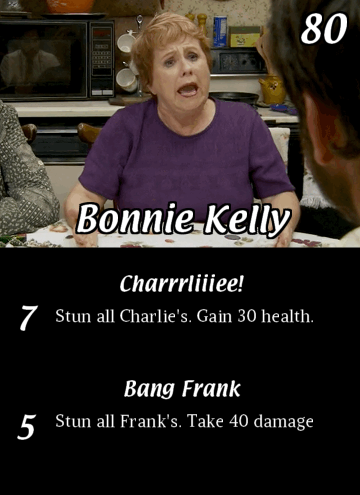 80
Bonnie Kelly
Charrrliiiee!
7
Stun all Charlie's. Gain 30 health.
Bang Frank
5
Stun all Frank's. Take 40 damage